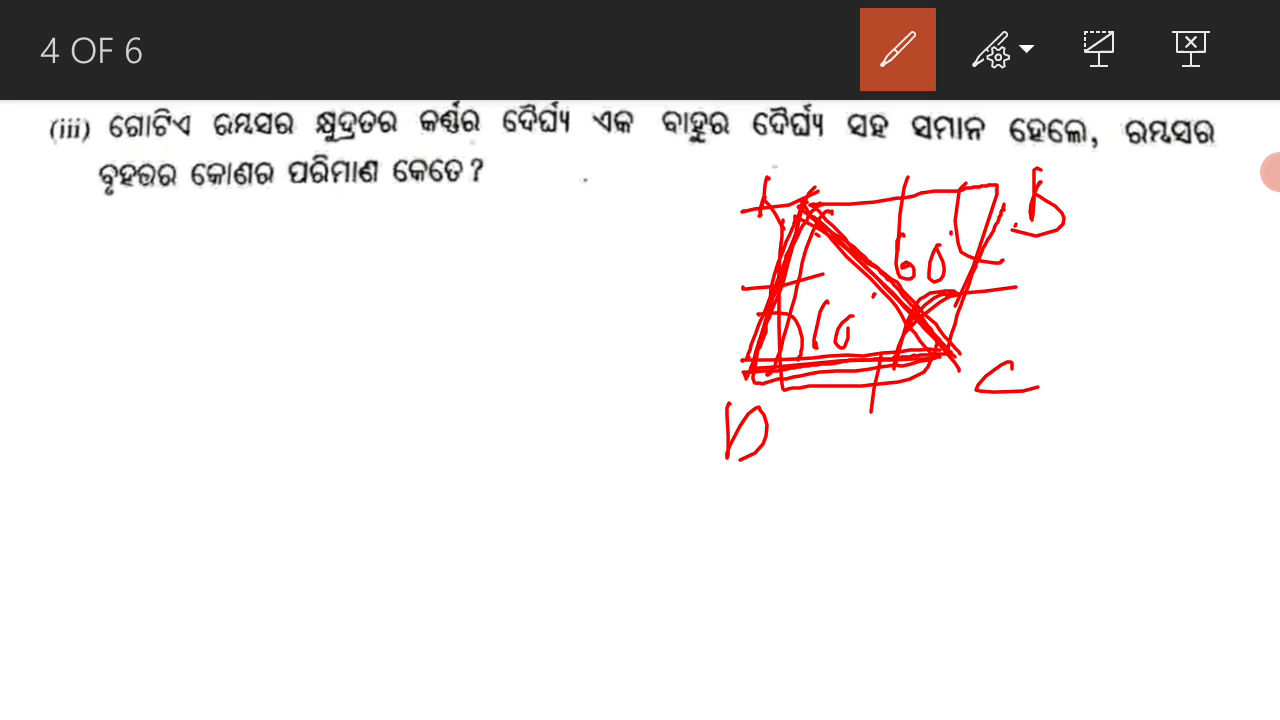 4 OF 6
(iii) ଗୋଟିଏ ରମ୍ବସର କ୍ଷୁଦ୍ରତର କର୍ଣ୍ଣର ଦୈର୍ଘ୍ୟ ଏକ ବାହୁର ଦୈର୍ଘ୍ୟ ସହ ସମାନ ହେଲେ, ରମ୍ବସର
ବୃହତ୍ତର କୋଣର ପରିମାଣ କେତେ ?
60
C
D